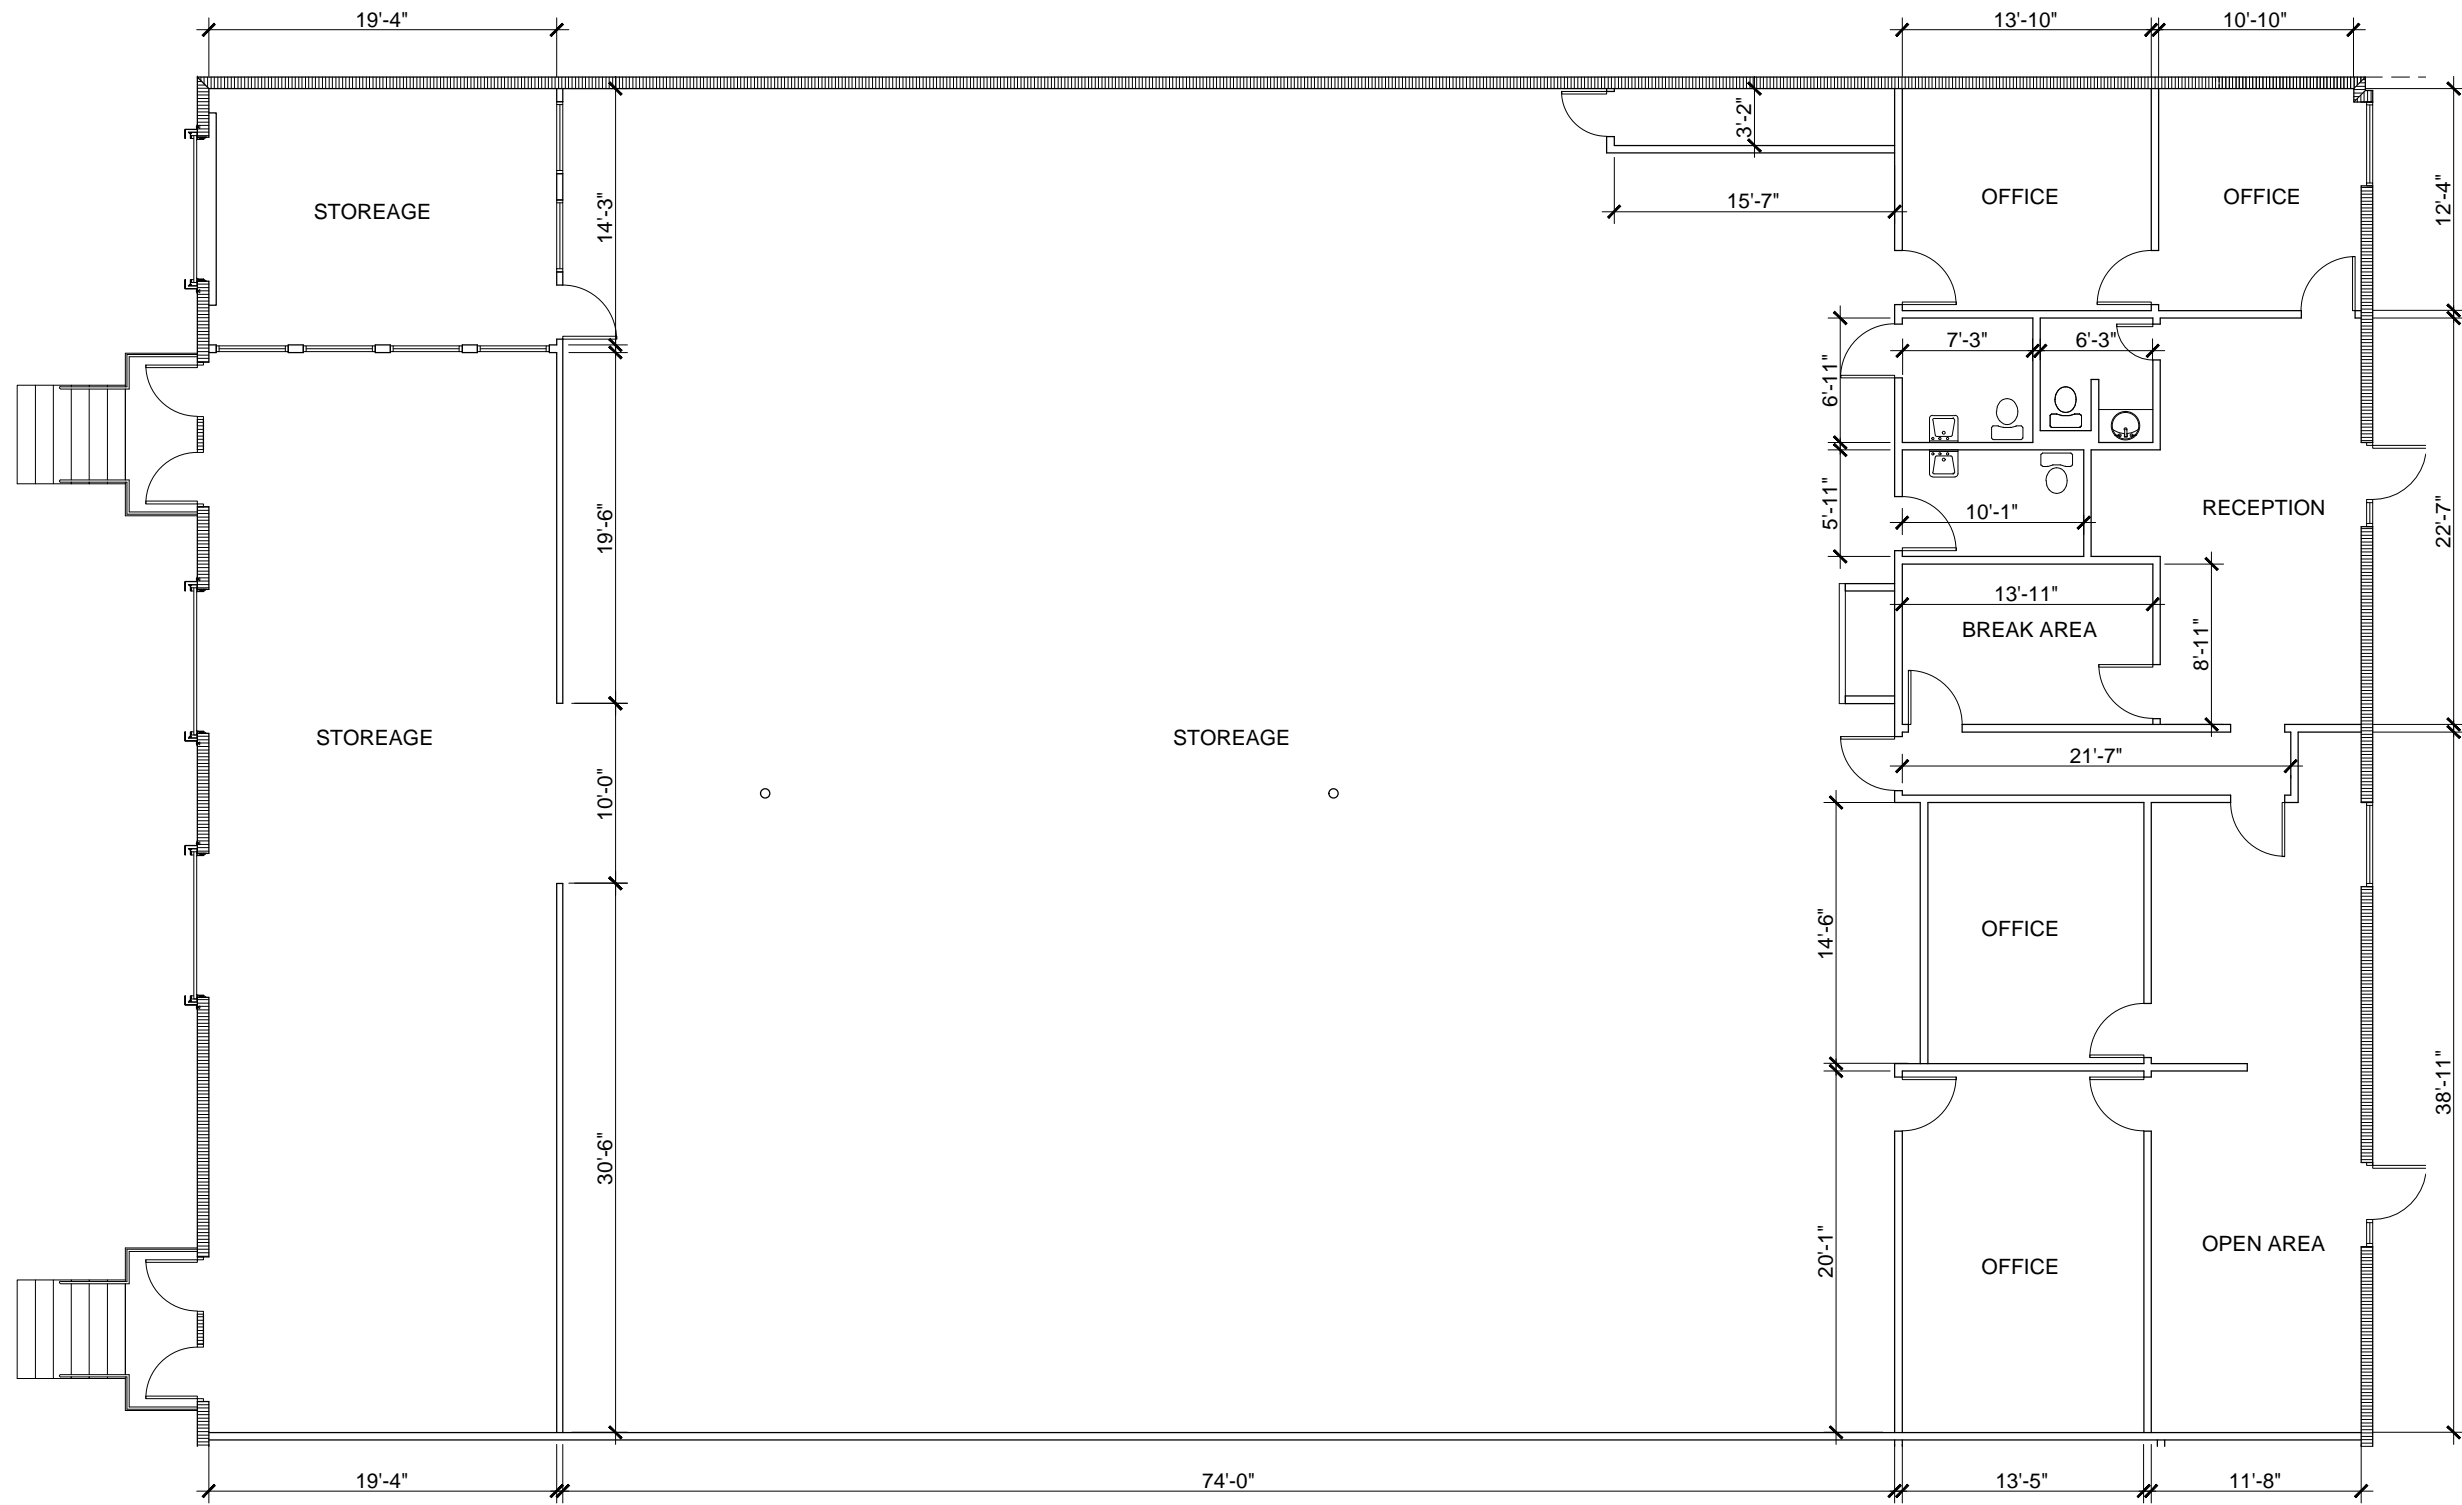 19'-4"
13'-10"
10'-10"
3'-2"
14'-3"
STOREAGE
15'-7"
OFFICE
OFFICE
12'-4"
7'-3"
6'-3"
6'-11"
19'-6"
5'-11"
10'-1"
RECEPTION
22'-7"
13'-11"
BREAK AREA
8'-11"
STOREAGE
STOREAGE
10'-0"
21'-7"
14'-6"
OFFICE
38'-11"
30'-6"
20'-1"
OFFICE
OPEN AREA
19'-4"
74'-0"
13'-5"
11'-8"